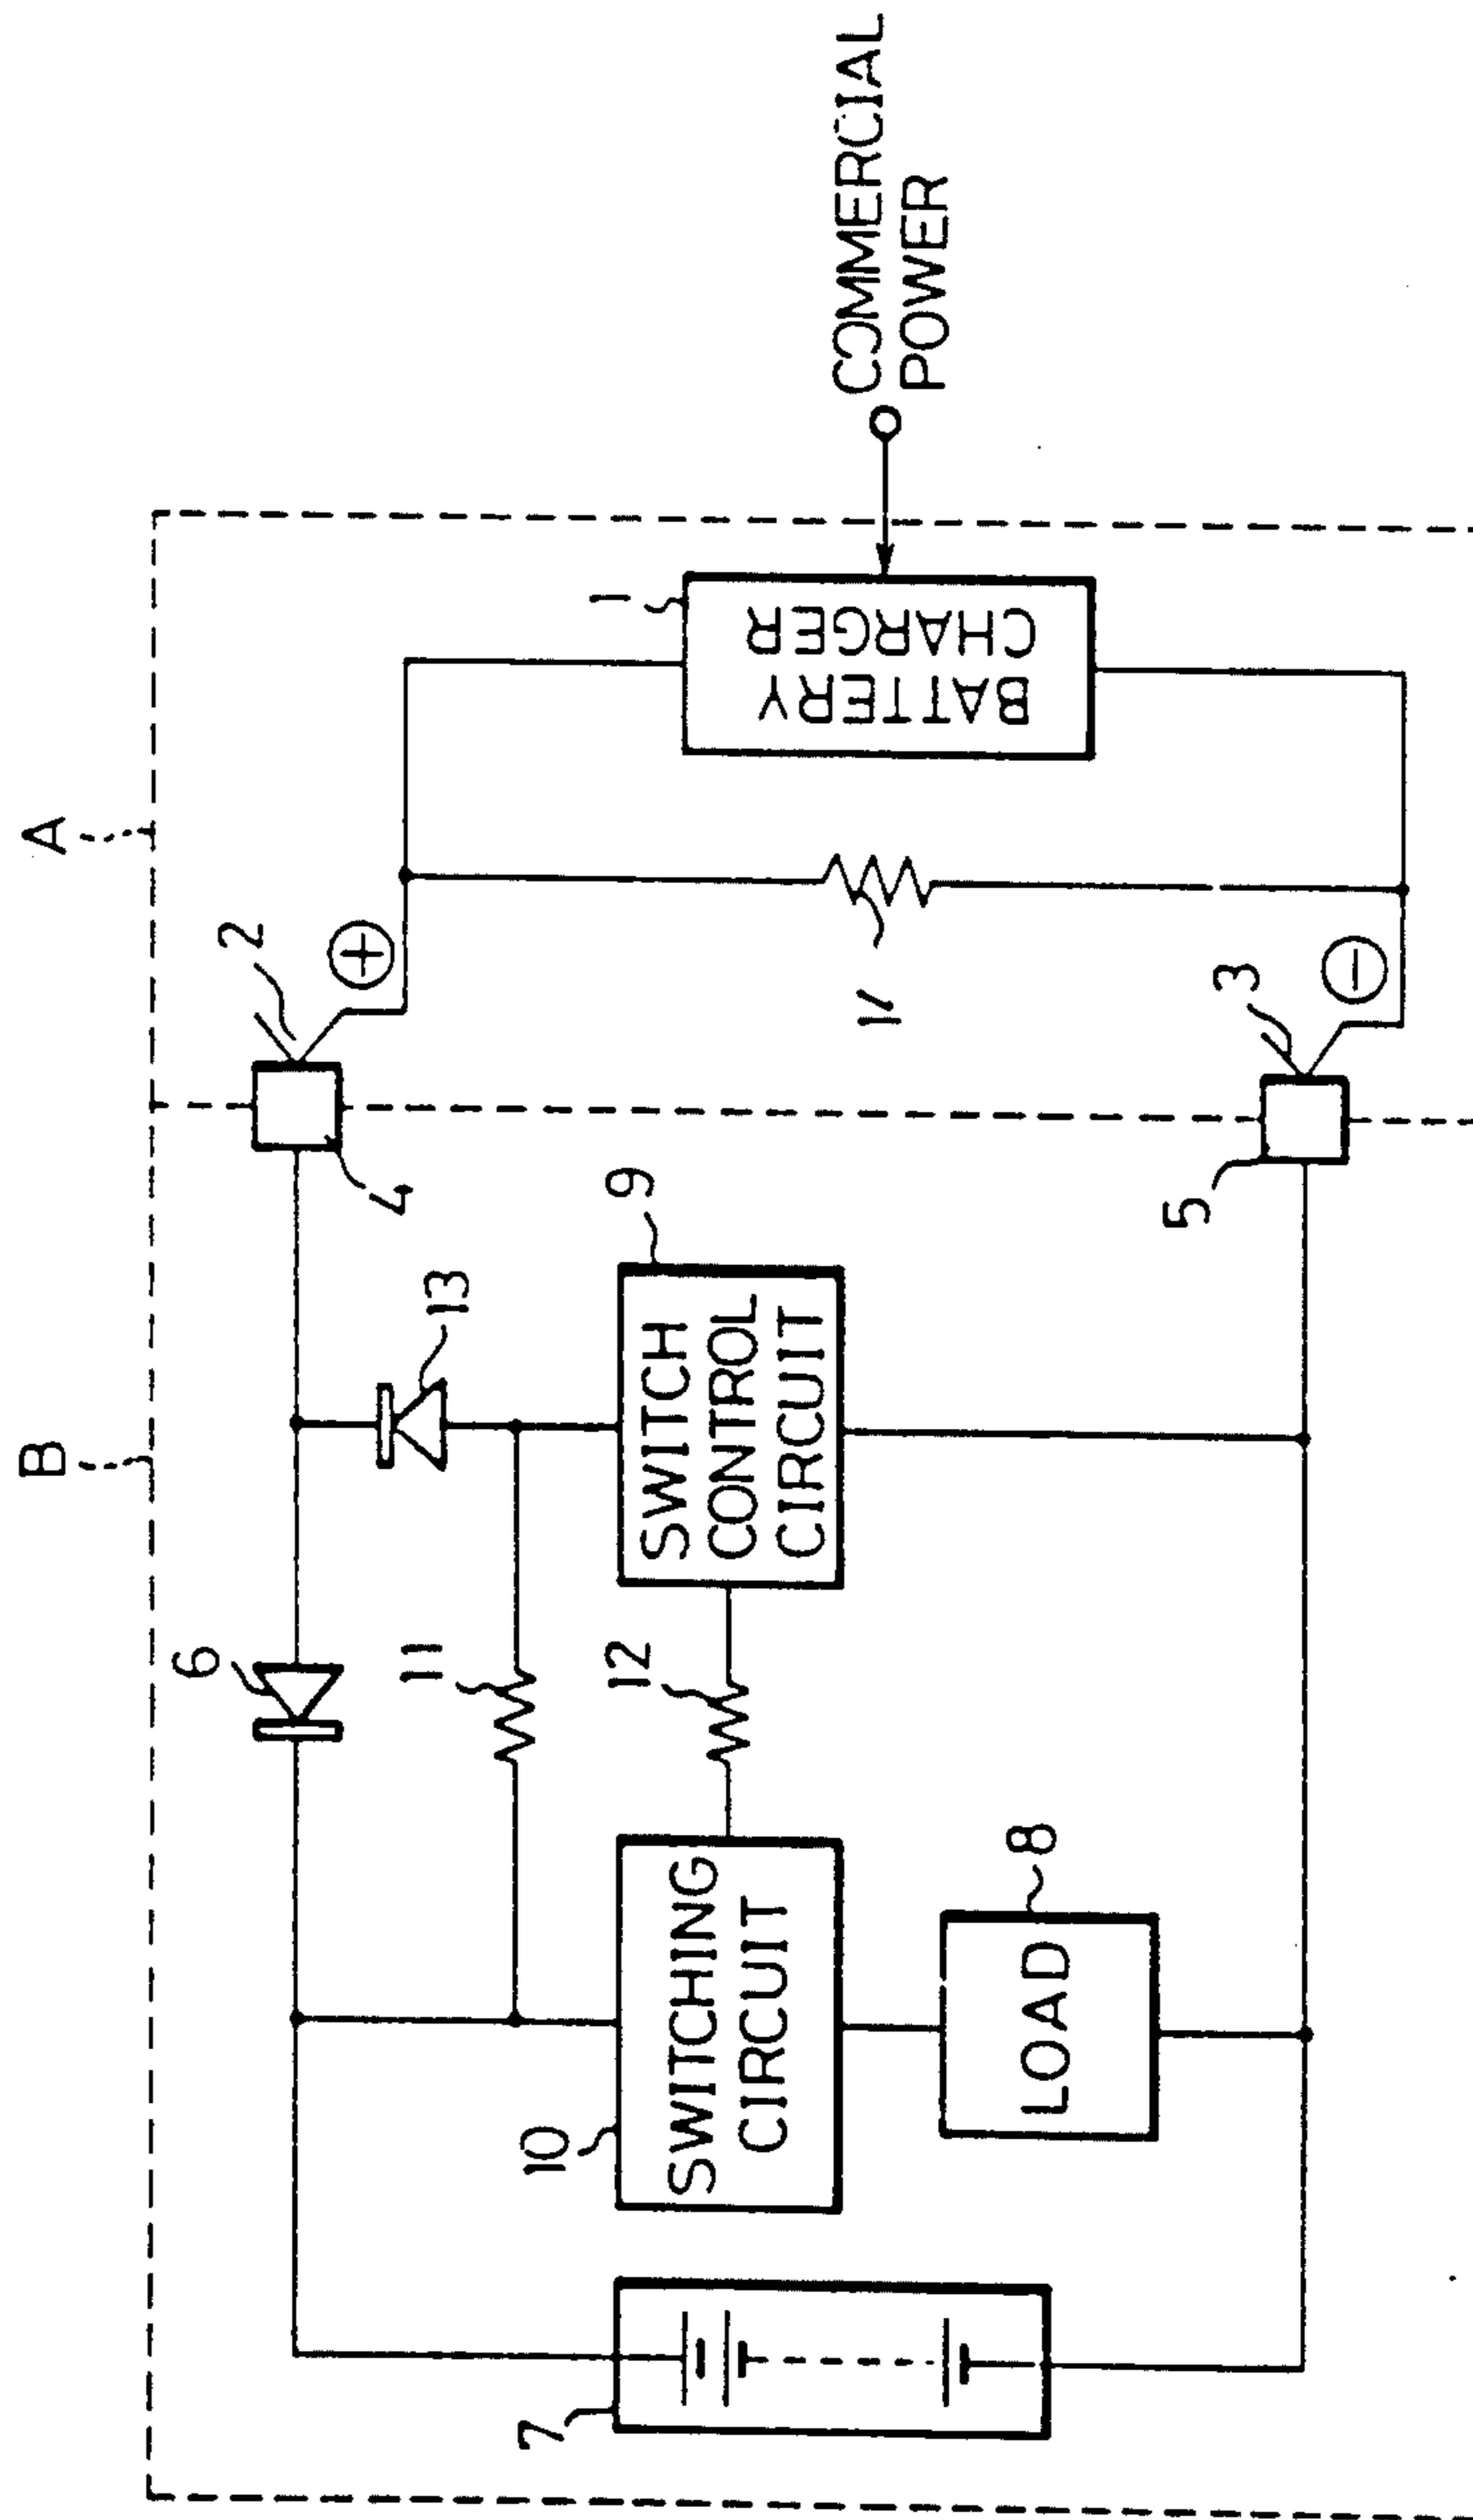 B
A
6
2
4
13
11
9
SWITCH
CONTROL
CIRCUIT
12
10
SWITCHING
CIRCUIT
7
8
LOAD
5
3
14
1
BATTERY
CHARGER
COMMERCIAL
POWER
+
−